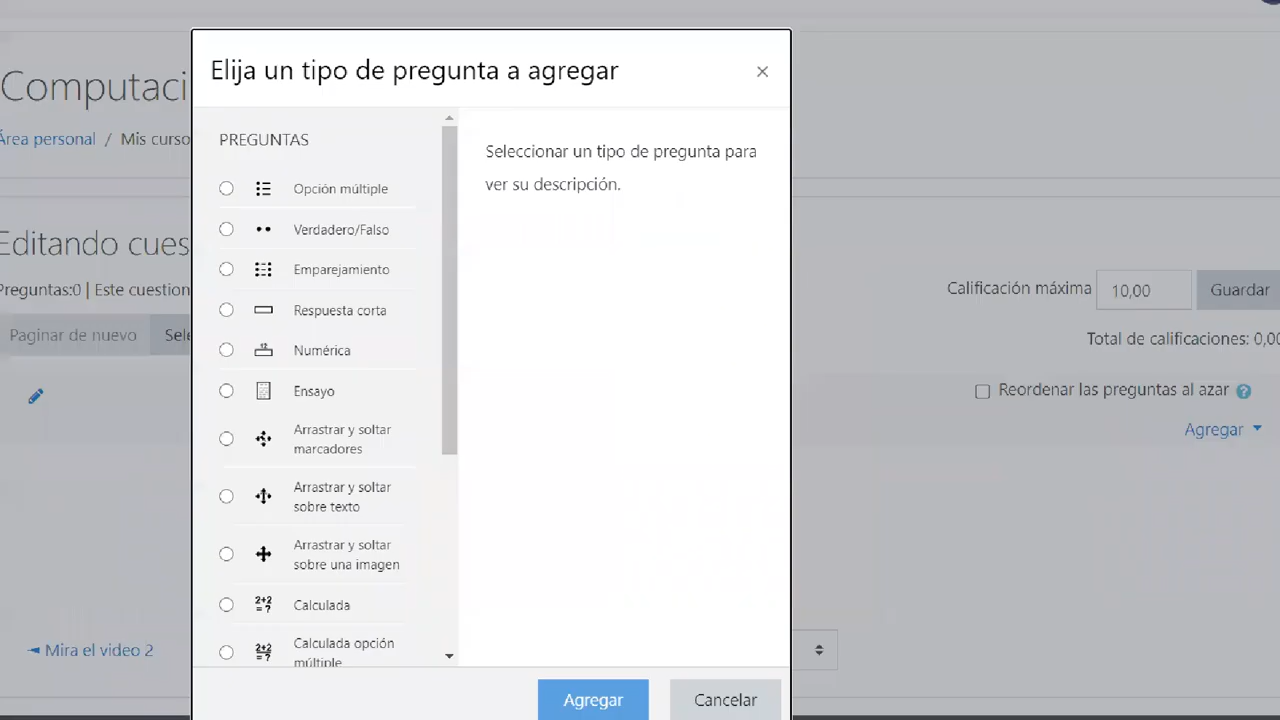 Elija un tipo de pregunta a agregar
×
Computaci
Área personal / Mis curso
PREGUNTAS
Seleccionar un tipo de pregunta para
ver su descripción.
Opción múltiple
Verdadero/Falso
Emparejamiento
Respuesta corta
Numérica
Ensayo
Arrastrar y soltar
marcadores
Arrastrar y soltar
sobre texto
Arrastrar y soltar
sobre una imagen
2+2
= ?
Calculada
2+2
= ?
Calculada opción
múltiple
Agregar
Cancelar
Editando cues
Preguntas:0 | Este cuestion
Calificación máxima 10,00 Guardar
Paginar de nuevo Sele
Total de calificaciones: 0,00
Reordenar las preguntas al azar ?
Agregar
◄ Mira el video 2